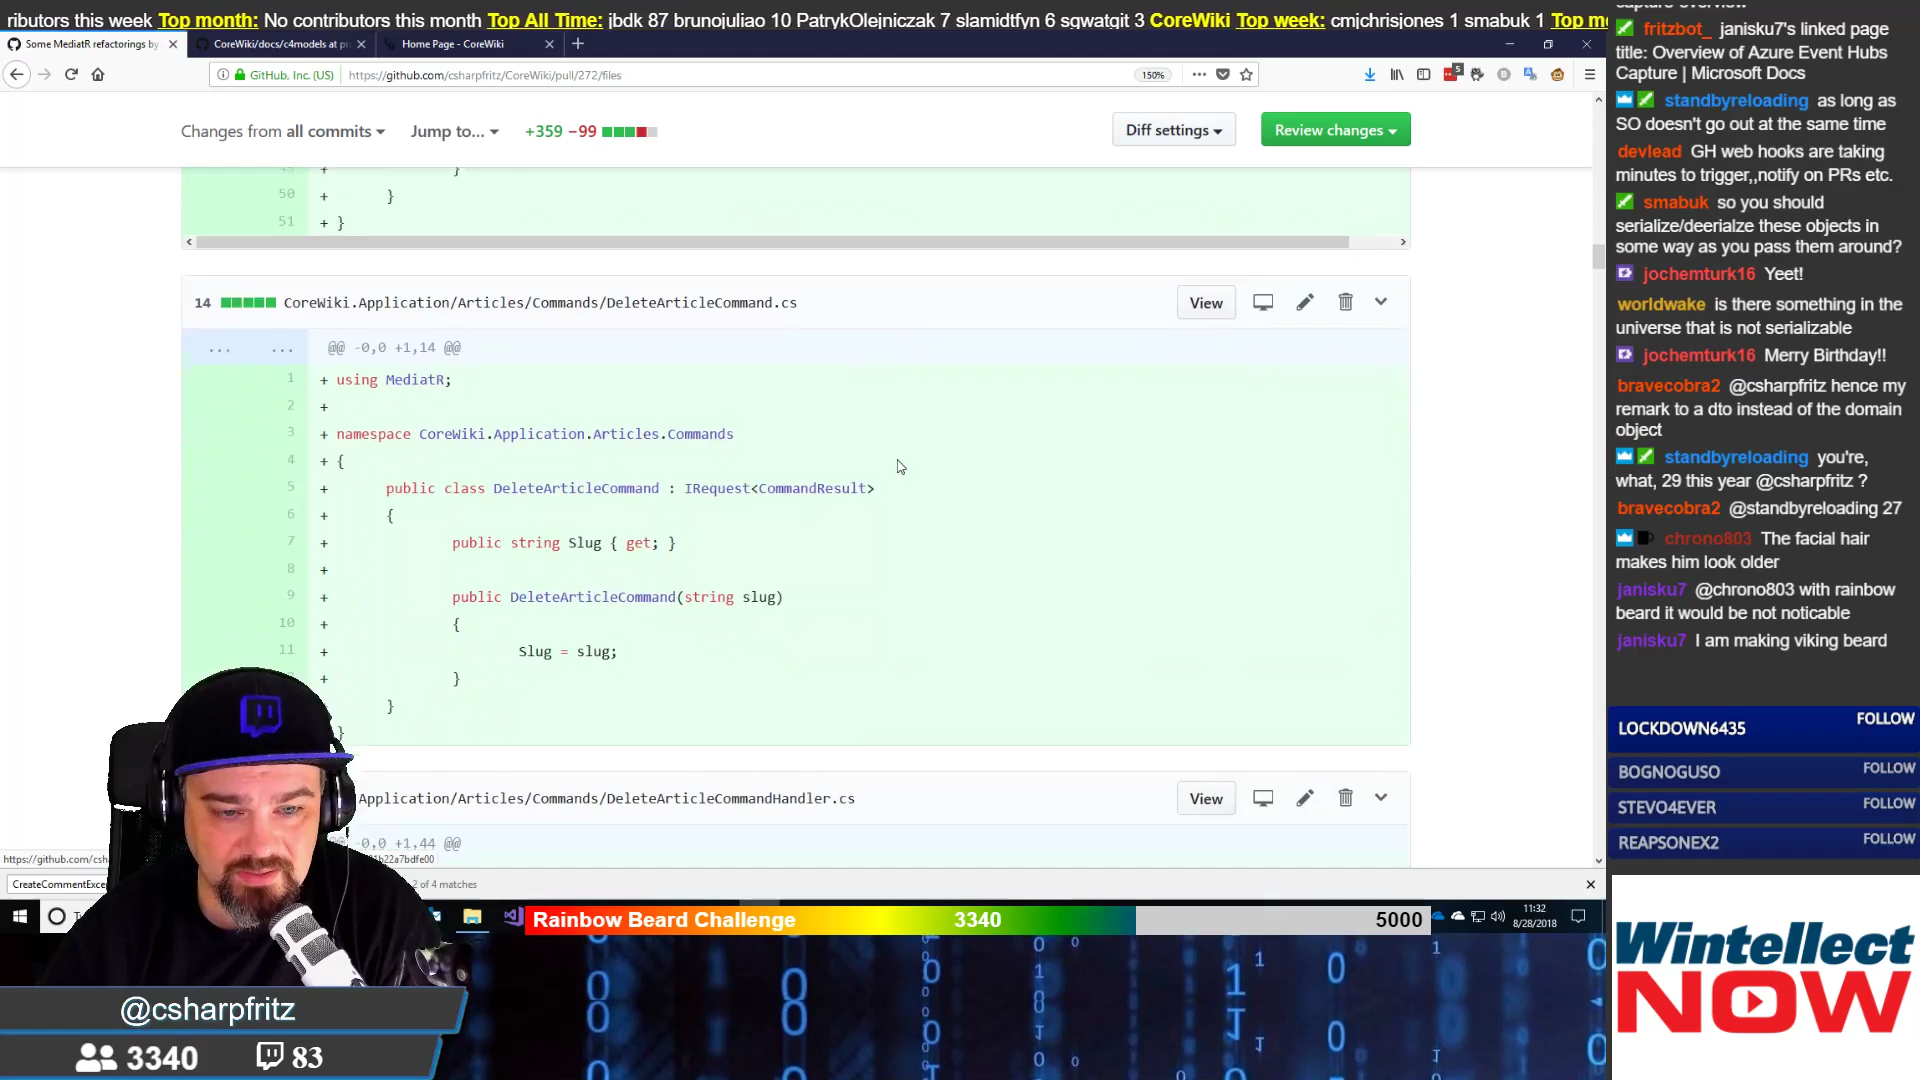 ributors this week Top month: No contributors this month Top All Time: jbdk 87 brunojuliao 10 PatrykOlejniczak 7 slamidtfyn 6 sgwatgit 3 CoreWiki Top week: cmjchrisjones 1 smabuk 1 Top mo
Some MediatR refactorings by
CoreWiki/docs/c4models at pr
Home Page - CoreWiki
GitHub, Inc. (US)
https://github.com/csharpfritz/CoreWiki/pull/272/files
150%
5
Changes from all commits
Jump to...
+359 −99
Diff settings
Review changes
+ }
50 + }
51 + }
14 CoreWiki.Application/Articles/Commands/DeleteArticleCommand.cs
View
... ... @@ -0,0 +1,14 @@
1 + using MediatR;
2 +
3 + namespace CoreWiki.Application.Articles.Commands
4 + {
5 + public class DeleteArticleCommand : IRequest<CommandResult>
6 + {
7 + public string Slug { get; }
8 +
9 + public DeleteArticleCommand(string slug)
10 + {
11 + Slug = slug;
+ }
+ }
}
Application/Articles/Commands/DeleteArticleCommandHandler.cs
View
-0,0 +1,44 @@
https://github.com/csh
1b22a7bdfe00
CreateCommentExce
2 of 4 matches
Rainbow Beard Challenge 3340 5000
11:32
8/28/2018
@csharpfritz
3340 83
fritzbot_ janisku7's linked page
title: Overview of Azure Event Hubs
Capture | Microsoft Docs
standbyreloading as long as
SO doesn't go out at the same time
devlead GH web hooks are taking
minutes to trigger,,notify on PRs etc.
smabuk so you should
serialize/deerialze these objects in
some way as you pass them around?
jochemturk16 Yeet!
worldwake is there something in the
universe that is not serializable
jochemturk16 Merry Birthday!!
bravecobra2 @csharpfritz hence my
remark to a dto instead of the domain
object
standbyreloading you're,
what, 29 this year @csharpfritz ?
bravecobra2 @standbyreloading 27
chrono803 The facial hair
makes him look older
janisku7 @chrono803 with rainbow
beard it would be not noticable
janisku7 I am making viking beard
LOCKDOWN6435 FOLLOW
BOGNOGUSO FOLLOW
STEVO4EVER FOLLOW
REAPSONEX2 FOLLOW
Wintellect
NOW